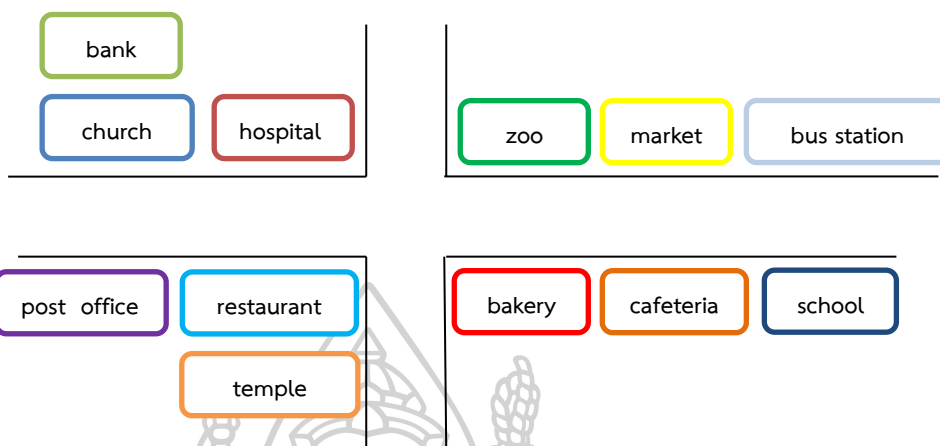 bank
church
hospital
zoo
market
bus station
post office
restaurant
bakery
cafeteria
school
temple